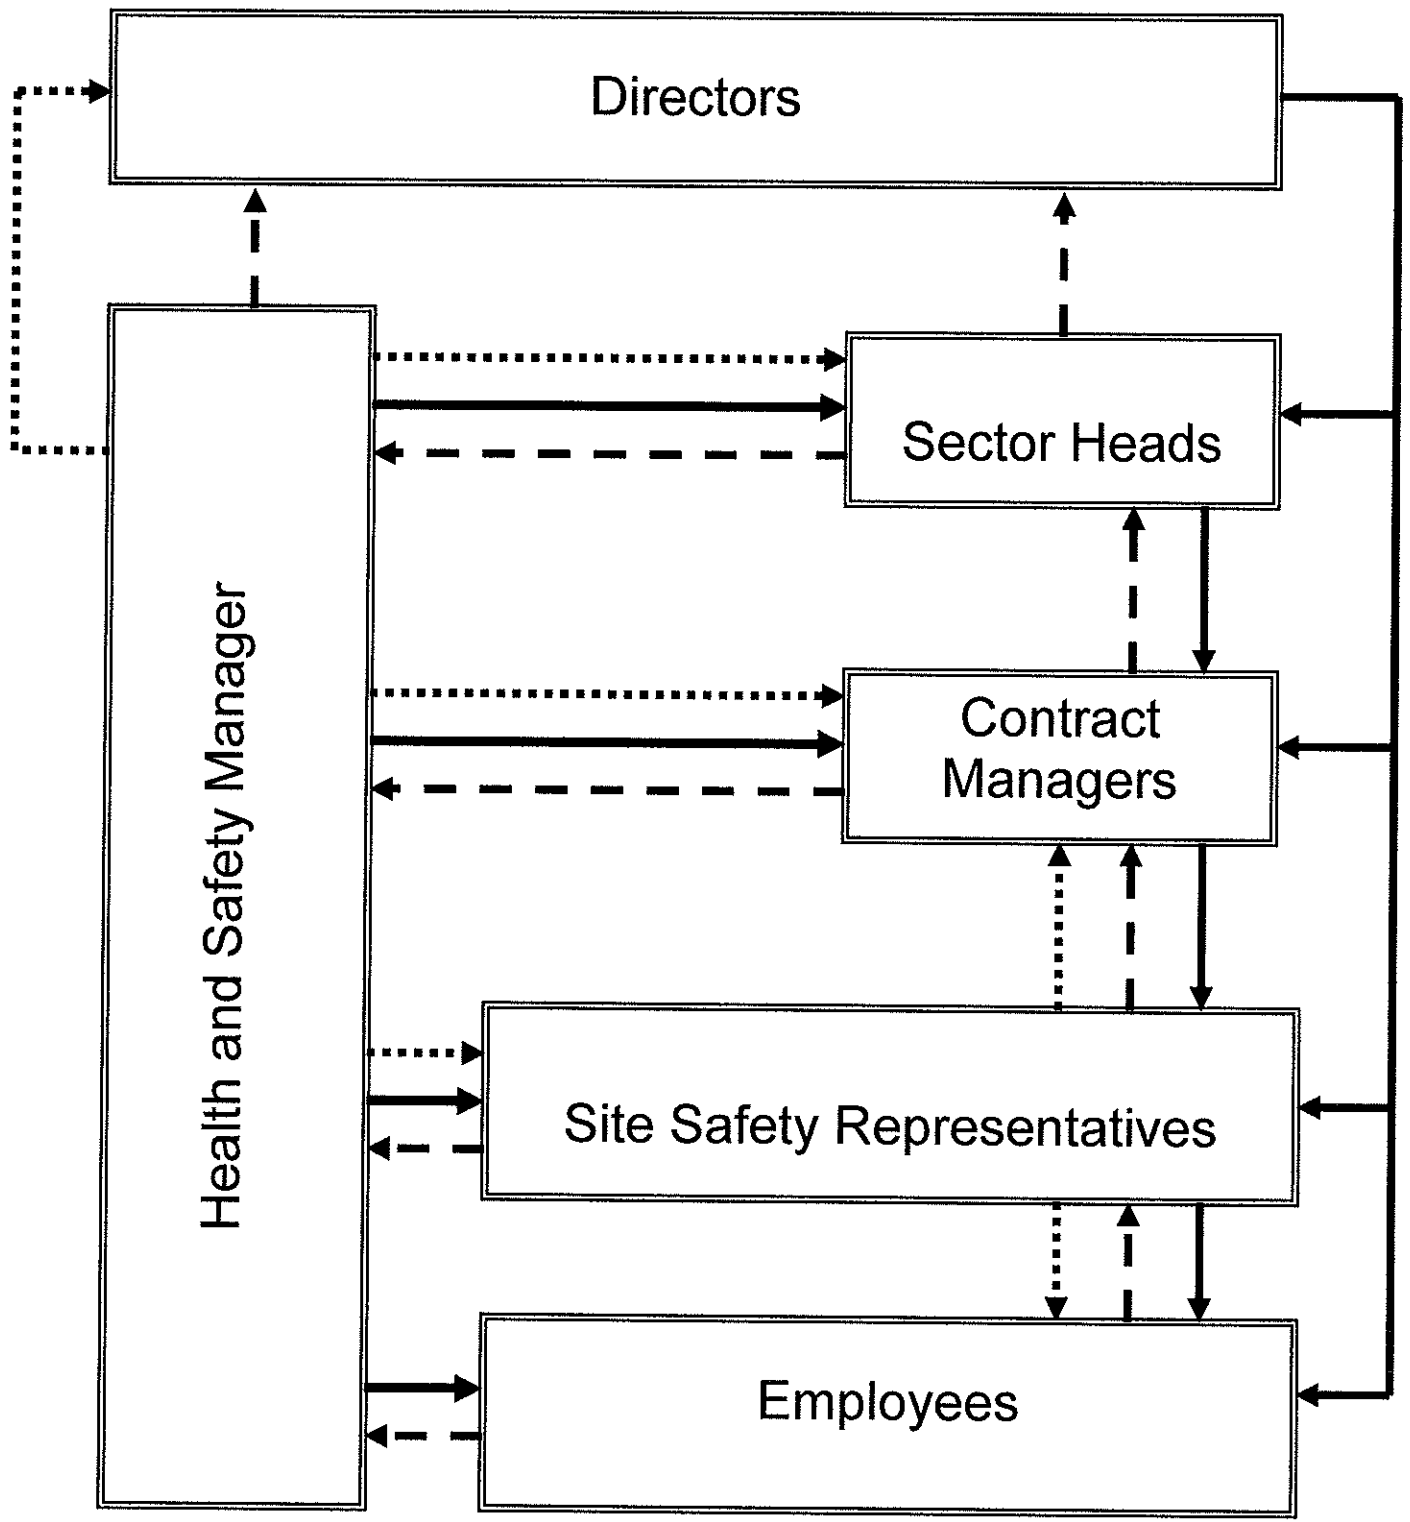 Directors
Sector Heads
Health and Safety Manager
Contract
Managers
Site Safety Representatives
Employees